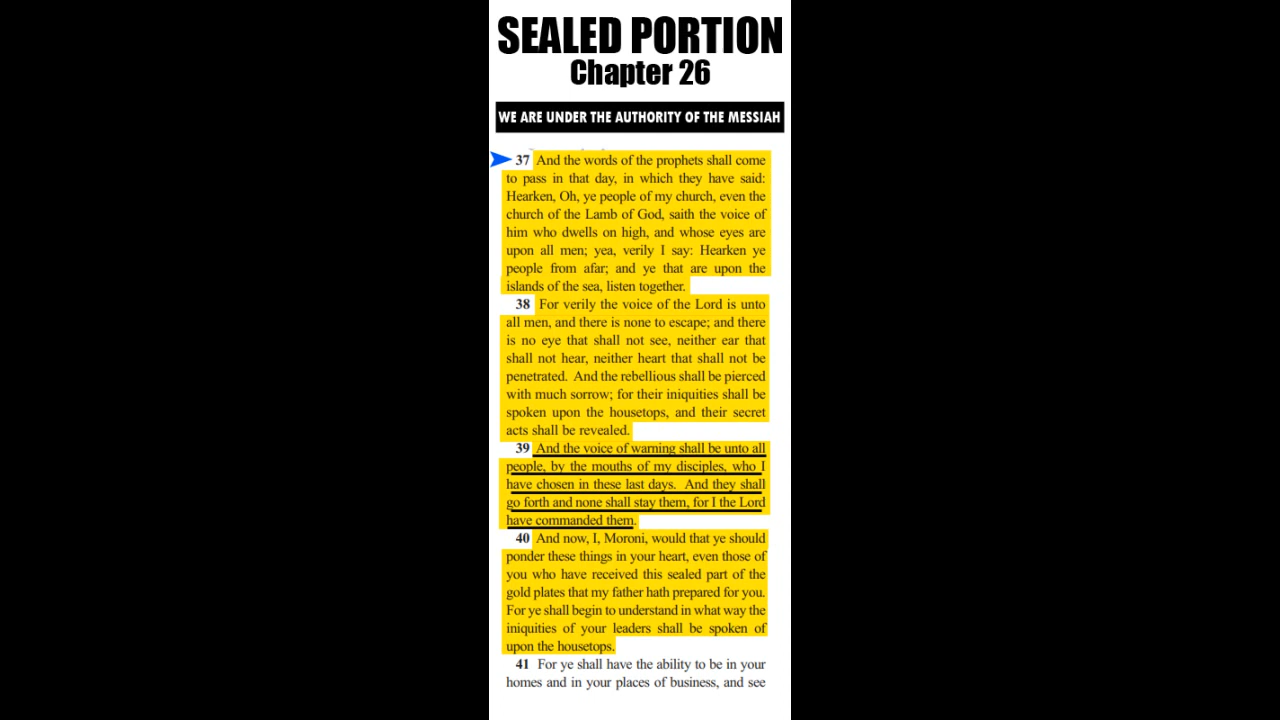 SEALED PORTION
Chapter 26
WE ARE UNDER THE AUTHORITY OF THE MESSIAH
37 And the words of the prophets shall come
to pass in that day, in which they have said:
Hearken, Oh, ye people of my church, even the
church of the Lamb of God, saith the voice of
him who dwells on high, and whose eyes are
upon all men; yea, verily I say: Hearken ye
people from afar; and ye that are upon the
islands of the sea, listen together.
38 For verily the voice of the Lord is unto
all men, and there is none to escape; and there
is no eye that shall not see, neither ear that
shall not hear, neither heart that shall not be
penetrated. And the rebellious shall be pierced
with much sorrow; for their iniquities shall be
spoken upon the housetops, and their secret
acts shall be revealed.
39 And the voice of warning shall be unto all
people, by the mouths of my disciples, who I
have chosen in these last days. And they shall
go forth and none shall stay them, for I the Lord
have commanded them.
40 And now, I, Moroni, would that ye should
ponder these things in your heart, even those of
you who have received this sealed part of the
gold plates that my father hath prepared for you.
For ye shall begin to understand in what way the
iniquities of your leaders shall be spoken of
upon the housetops.
41 For ye shall have the ability to be in your
homes and in your places of business, and see